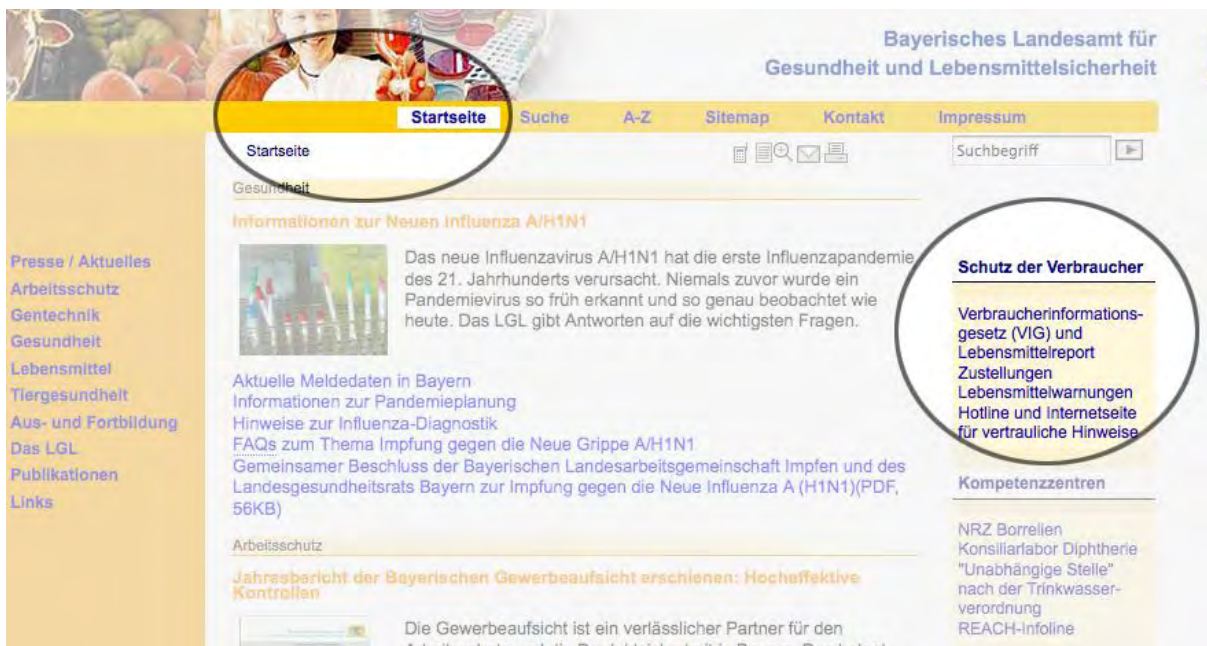 Bayerisches Landesamt für
Gesundheit und Lebensmittelsicherheit
Startseite Suche A-Z Sitemap Kontakt Impressum
Startseite
Suchbegriff
Presse / Aktuelles
Arbeitsschutz
Gentechnik
Gesundheit
Lebensmittel
Tiergesundheit
Aus- und Fortbildung
Das LGL
Publikationen
Links
Gesundheit
Informationen zur Neuen Influenza A/H1N1
Das neue Influenzavirus A/H1N1 hat die erste Influenzapandemie
des 21. Jahrhunderts verursacht. Niemals zuvor wurde ein
Pandemievirus so früh erkannt und so genau beobachtet wie
heute. Das LGL gibt Antworten auf die wichtigsten Fragen.
Aktuelle Meldedaten in Bayern
Informationen zur Pandemieplanung
Hinweise zur Influenza-Diagnostik
FAQs zum Thema Impfung gegen die Neue Grippe A/H1N1
Gemeinsamer Beschluss der Bayerischen Landesarbeitsgemeinschaft Impfen und des
Landesgesundheitsrats Bayern zur Impfung gegen die Neue Influenza A (H1N1)(PDF,
56KB)
Arbeitsschutz
Jahresbericht der Bayerischen Gewerbeaufsicht erschienen: Hocheffektive
Kontrollen
Die Gewerbeaufsicht ist ein verlässlicher Partner für den
Schutz der Verbraucher
Verbraucherinformations-
gesetz (VIG) und
Lebensmittelreport
Zustellungen
Lebensmittelwarnungen
Hotline und Internetseite
für vertrauliche Hinweise
Kompetenzzentren
NRZ Borrelien
Konsiliarlabor Diphtherie
"Unabhängige Stelle"
nach der Trinkwasser-
verordnung
REACH-Infoline